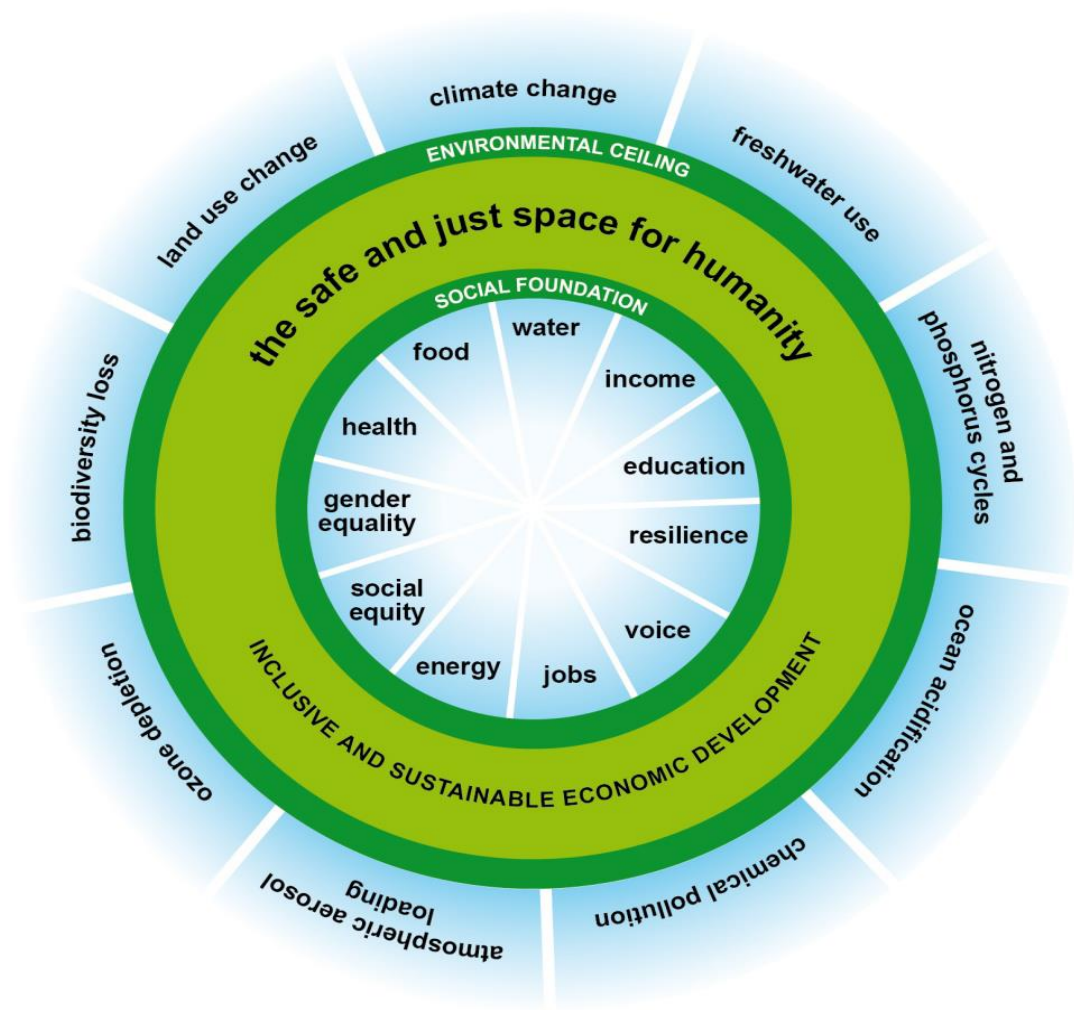 climate change
freshwater use
nitrogen and
phosphorus cycles
ocean acidification
chemical pollution
atmospheric aerosol
loading
ozone depletion
biodiversity loss
land use change
ENVIRONMENTAL CEILING
the safe and just space for humanity
SOCIAL FOUNDATION
water
income
education
resilience
voice
jobs
energy
social
equity
gender
equality
health
food
INCLUSIVE AND SUSTAINABLE ECONOMIC DEVELOPMENT